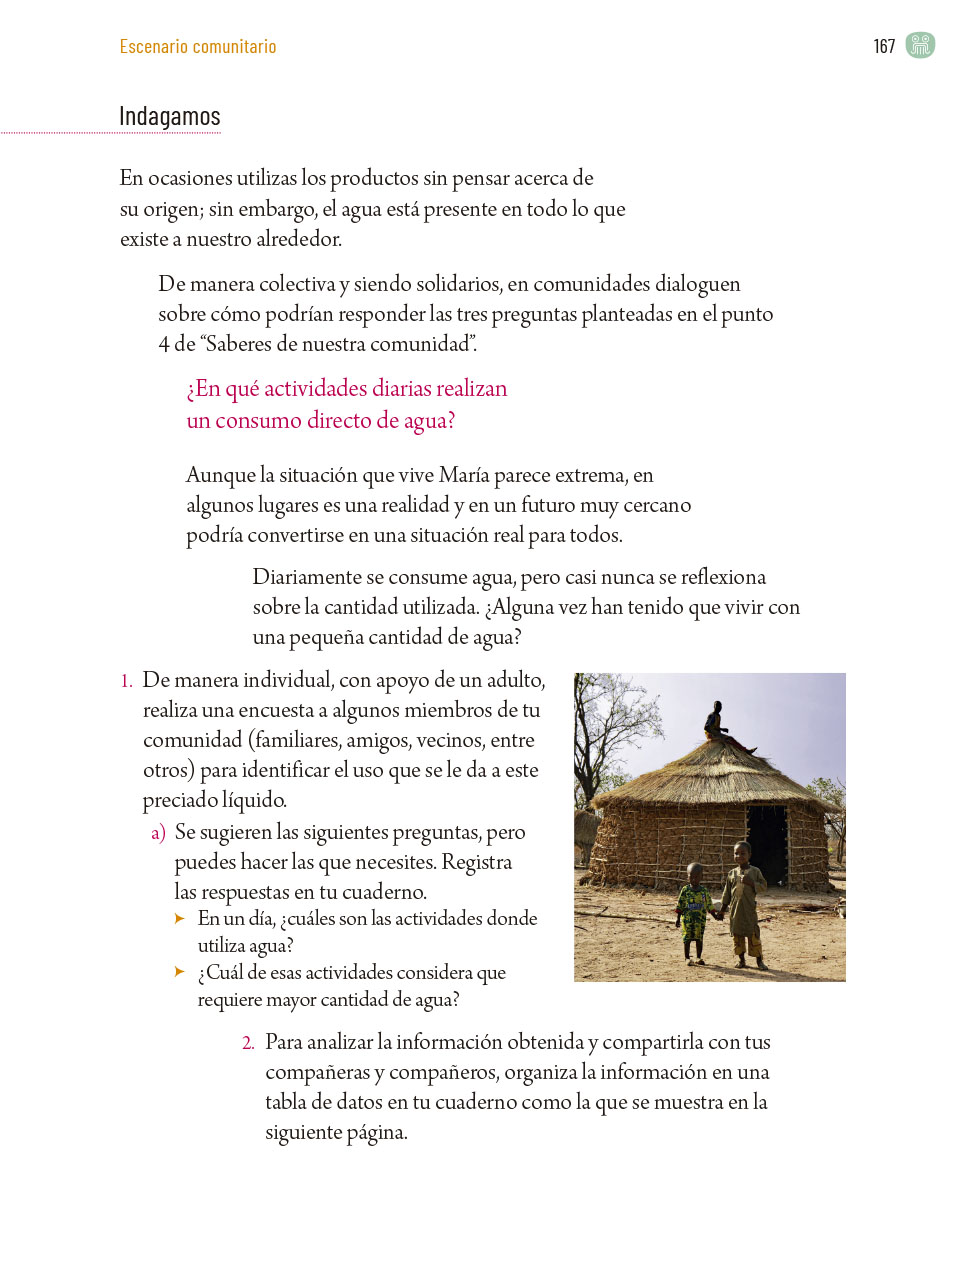 Escenario comunitario
167
Indagamos
En ocasiones utilizas los productos sin pensar acerca de
su origen; sin embargo, el agua está presente en todo lo que
existe a nuestro alrededor.
De manera colectiva y siendo solidarios, en comunidades dialoguen
sobre cómo podrían responder las tres preguntas planteadas en el punto
4 de “Saberes de nuestra comunidad”.
¿En qué actividades diarias realizan
un consumo directo de agua?
Aunque la situación que vive María parece extrema, en
algunos lugares es una realidad y en un futuro muy cercano
podría convertirse en una situación real para todos.
Diariamente se consume agua, pero casi nunca se reflexiona
sobre la cantidad utilizada. ¿Alguna vez han tenido que vivir con
una pequeña cantidad de agua?
1. De manera individual, con apoyo de un adulto,
realiza una encuesta a algunos miembros de tu
comunidad (familiares, amigos, vecinos, entre
otros) para identificar el uso que se le da a este
preciado líquido.
a) Se sugieren las siguientes preguntas, pero
puedes hacer las que necesites. Registra
las respuestas en tu cuaderno.
➤ En un día, ¿cuáles son las actividades donde
utiliza agua?
➤ ¿Cuál de esas actividades considera que
requiere mayor cantidad de agua?
2. Para analizar la información obtenida y compartirla con tus
compañeras y compañeros, organiza la información en una
tabla de datos en tu cuaderno como la que se muestra en la
siguiente página.